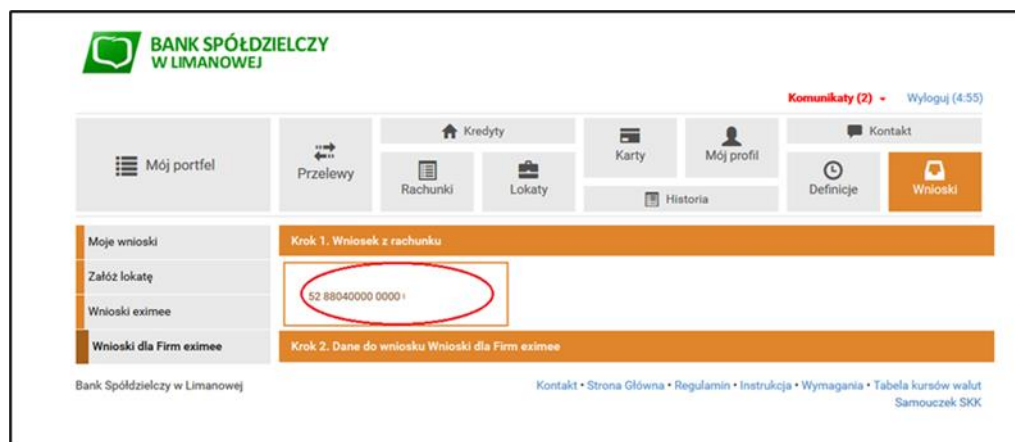 BANK SPÓŁDZIELCZY
W LIMANOWEJ
Komunikaty (2)
Wyloguj (4:55)
Mój portfel
Przelewy
Kredyty
Rachunki
Lokaty
Karty
Mój profil
Historia
Kontakt
Definicje
Wnioski
Moje wnioski
Załóż lokatę
Wnioski eximee
Wnioski dla Firm eximee
Krok 1. Wniosek z rachunku
52 88040000 0000
Krok 2. Dane do wniosku Wnioski dla Firm eximee
Bank Spółdzielczy w Limanowej
Kontakt • Strona Główna • Regulamin • Instrukcja • Wymagania • Tabela kursów walut
Samouczek SKK